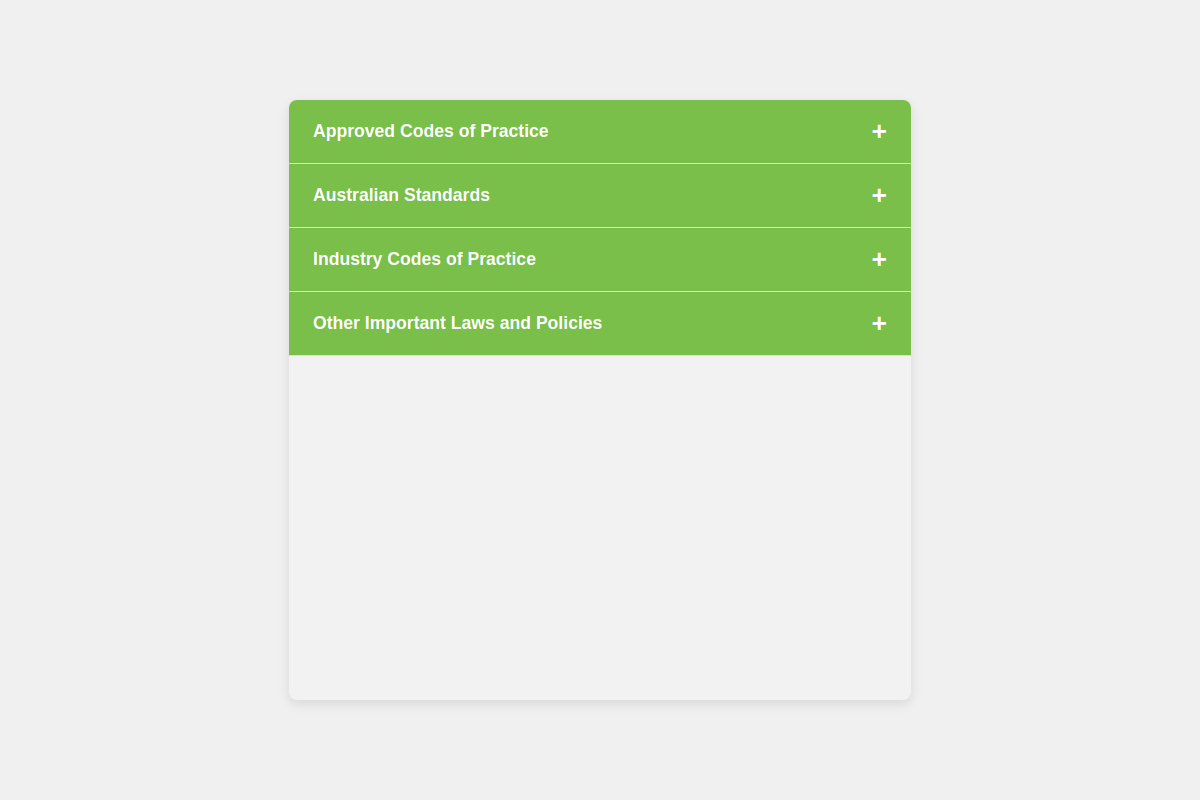 Approved Codes of Practice +
Australian Standards +
Industry Codes of Practice +
Other Important Laws and Policies +